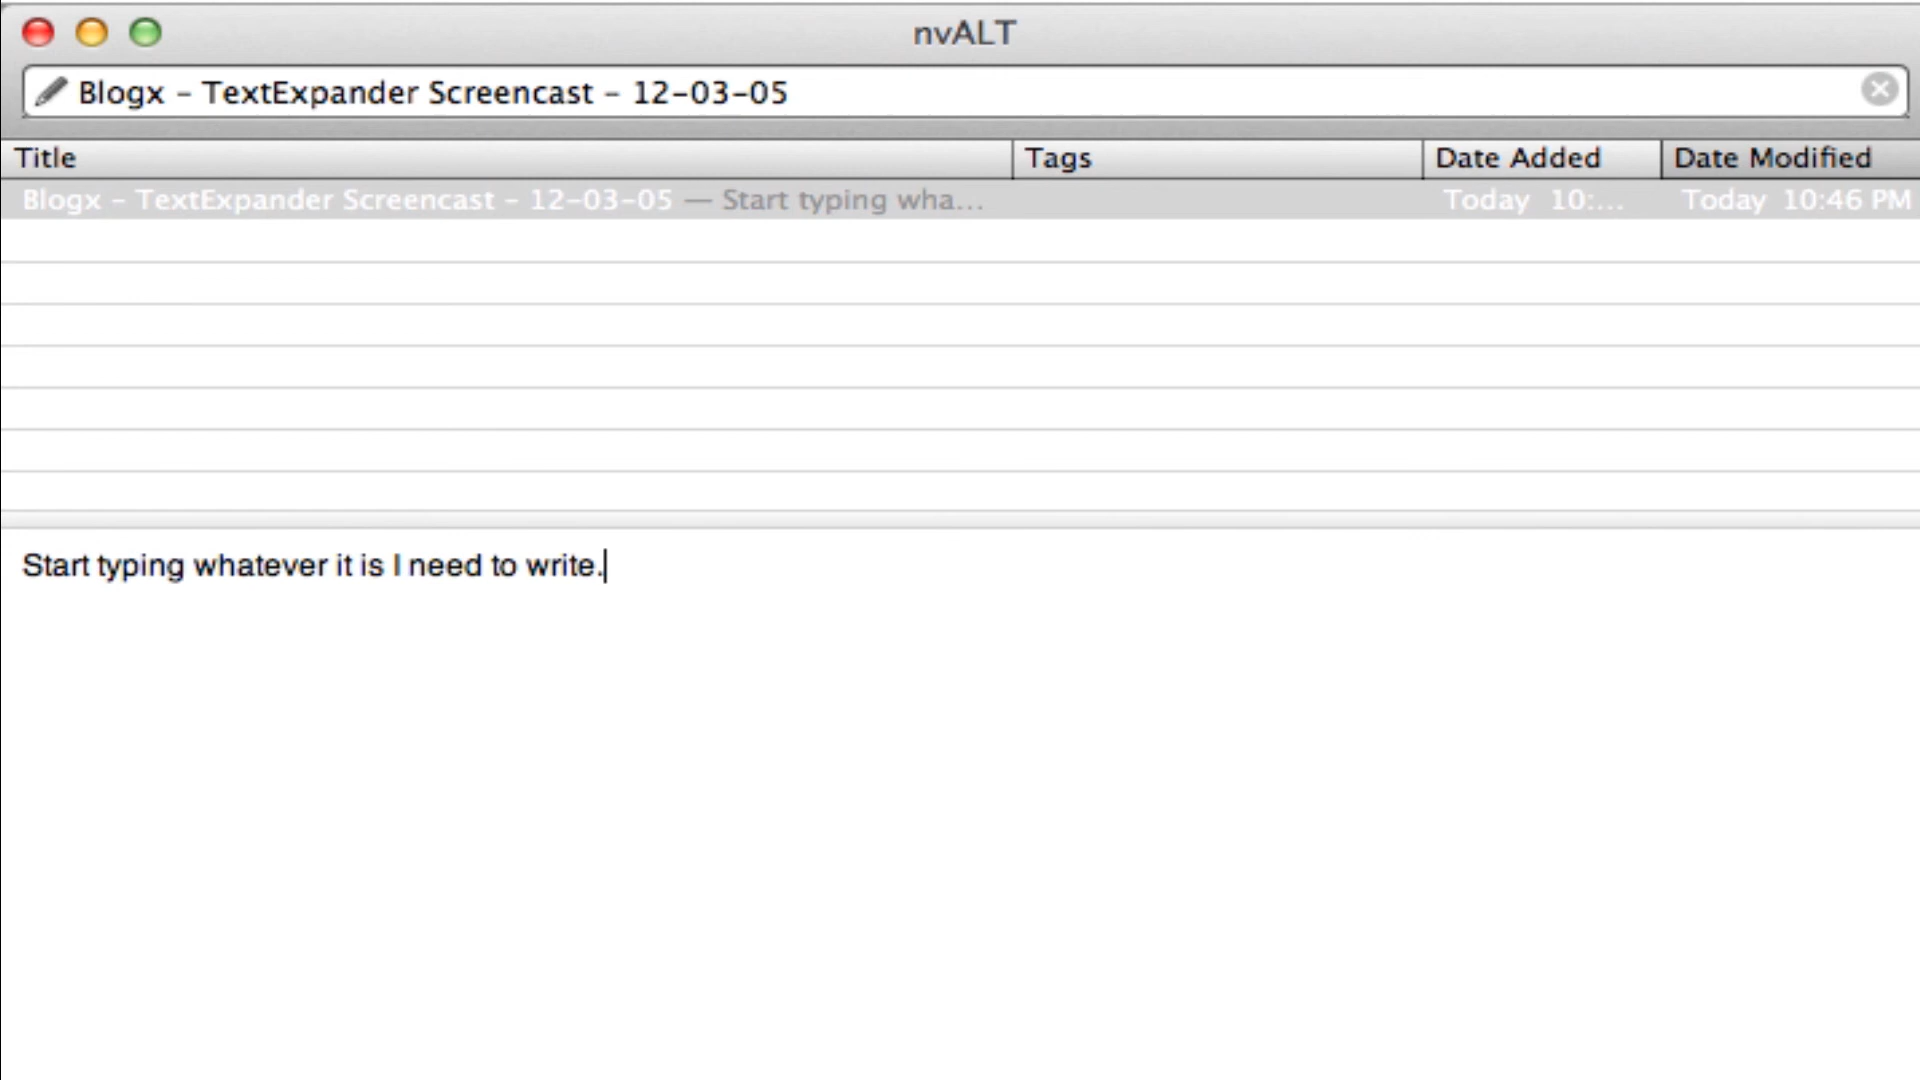 nvALT
Blogx – TextExpander Screencast – 12-03-05
Title Tags Date Added Date Modified
Blogx – TextExpander Screencast – 12-03-05 — Start typing wha... Today 10:... Today 10:46 PM
Start typing whatever it is I need to write.